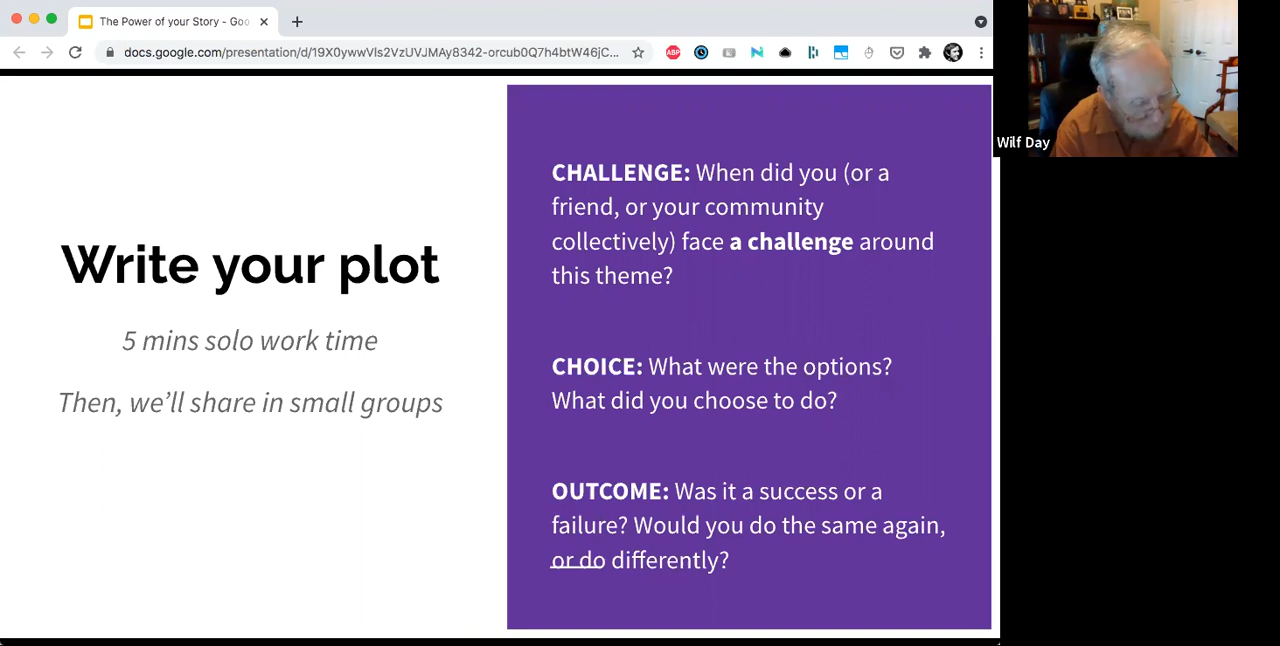 The Power of your Story - Goo
docs.google.com/presentation/d/19X0ywwVIs2VzUVJMAy8342-orcub0Q7h4btW46jC...
ABP
Wilf Day
Write your plot
5 mins solo work time
Then, we’ll share in small groups
CHALLENGE: When did you (or a
friend, or your community
collectively) face a challenge around
this theme?
CHOICE: What were the options?
What did you choose to do?
OUTCOME: Was it a success or a
failure? Would you do the same again,
or do differently?